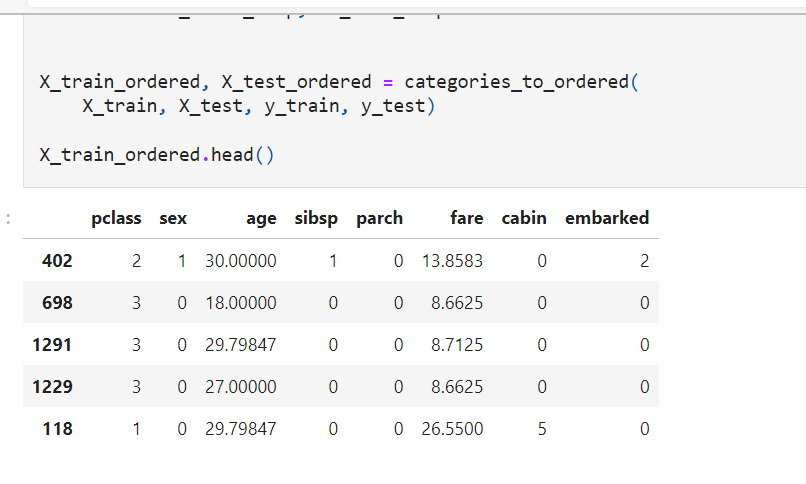 X_train_ordered, X_test_ordered = categories_to_ordered(
X_train, X_test, y_train, y_test)
X_train_ordered.head()
: pclass sex age sibsp parch fare cabin embarked
402 2 1 30.00000 1 0 13.8583 0 2
698 3 0 18.00000 0 0 8.6625 0 0
1291 3 0 29.79847 0 0 8.7125 0 0
1229 3 0 27.00000 0 0 8.6625 0 0
118 1 0 29.79847 0 0 26.5500 5 0